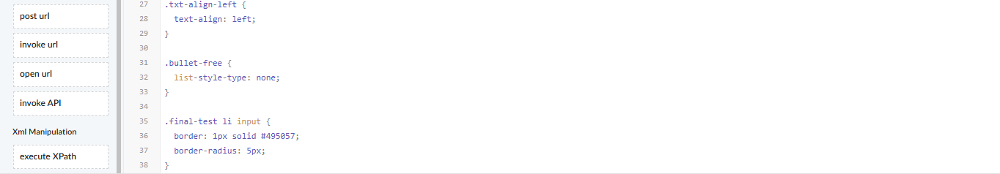 post url
invoke url
open url
invoke API
Xml Manipulation
execute XPath
27 .txt-align-left {
28 text-align: left;
29 }
30
31 .bullet-free {
32 list-style-type: none;
33 }
34
35 .final-test li input {
36 border: 1px solid #495057;
37 border-radius: 5px;
38 }